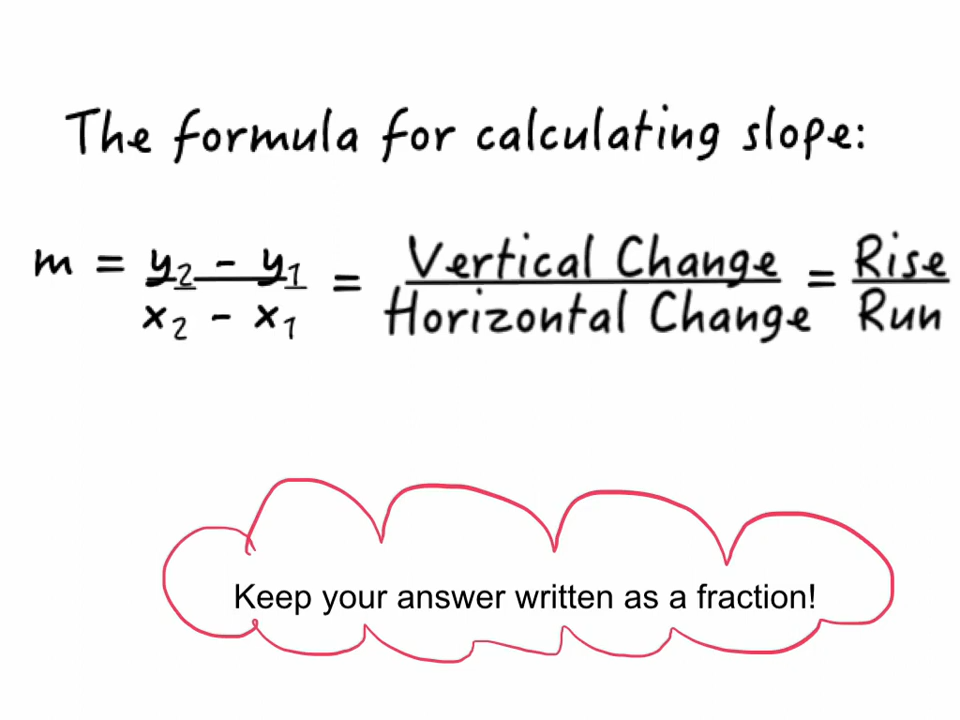 The formula for calculating slope:
m = y₂ - y₁ / x₂ - x₁ = Vertical Change / Horizontal Change = Rise / Run
Keep your answer written as a fraction!